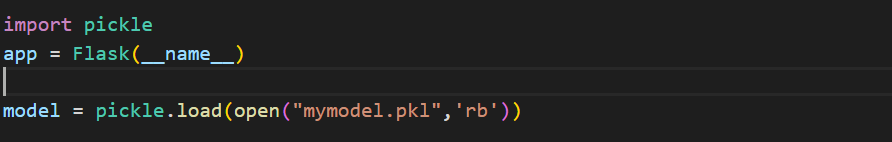 import pickle
app = Flask(__name__)
model = pickle.load(open("mymodel.pkl",'rb'))